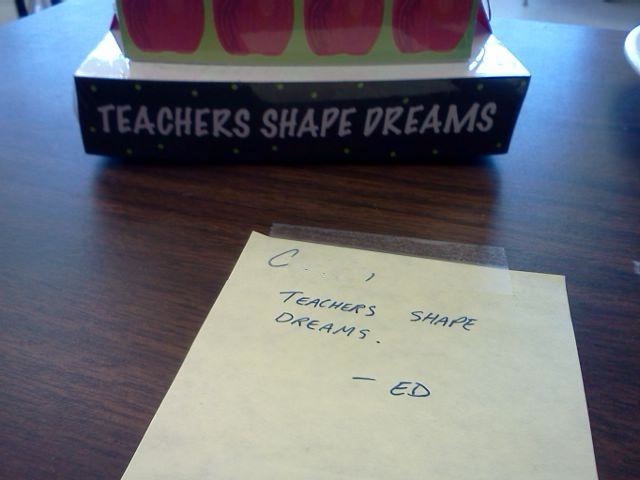 TEACHERS SHAPE DREAMS
TEACHERS SHAPE
DREAMS.
— ED